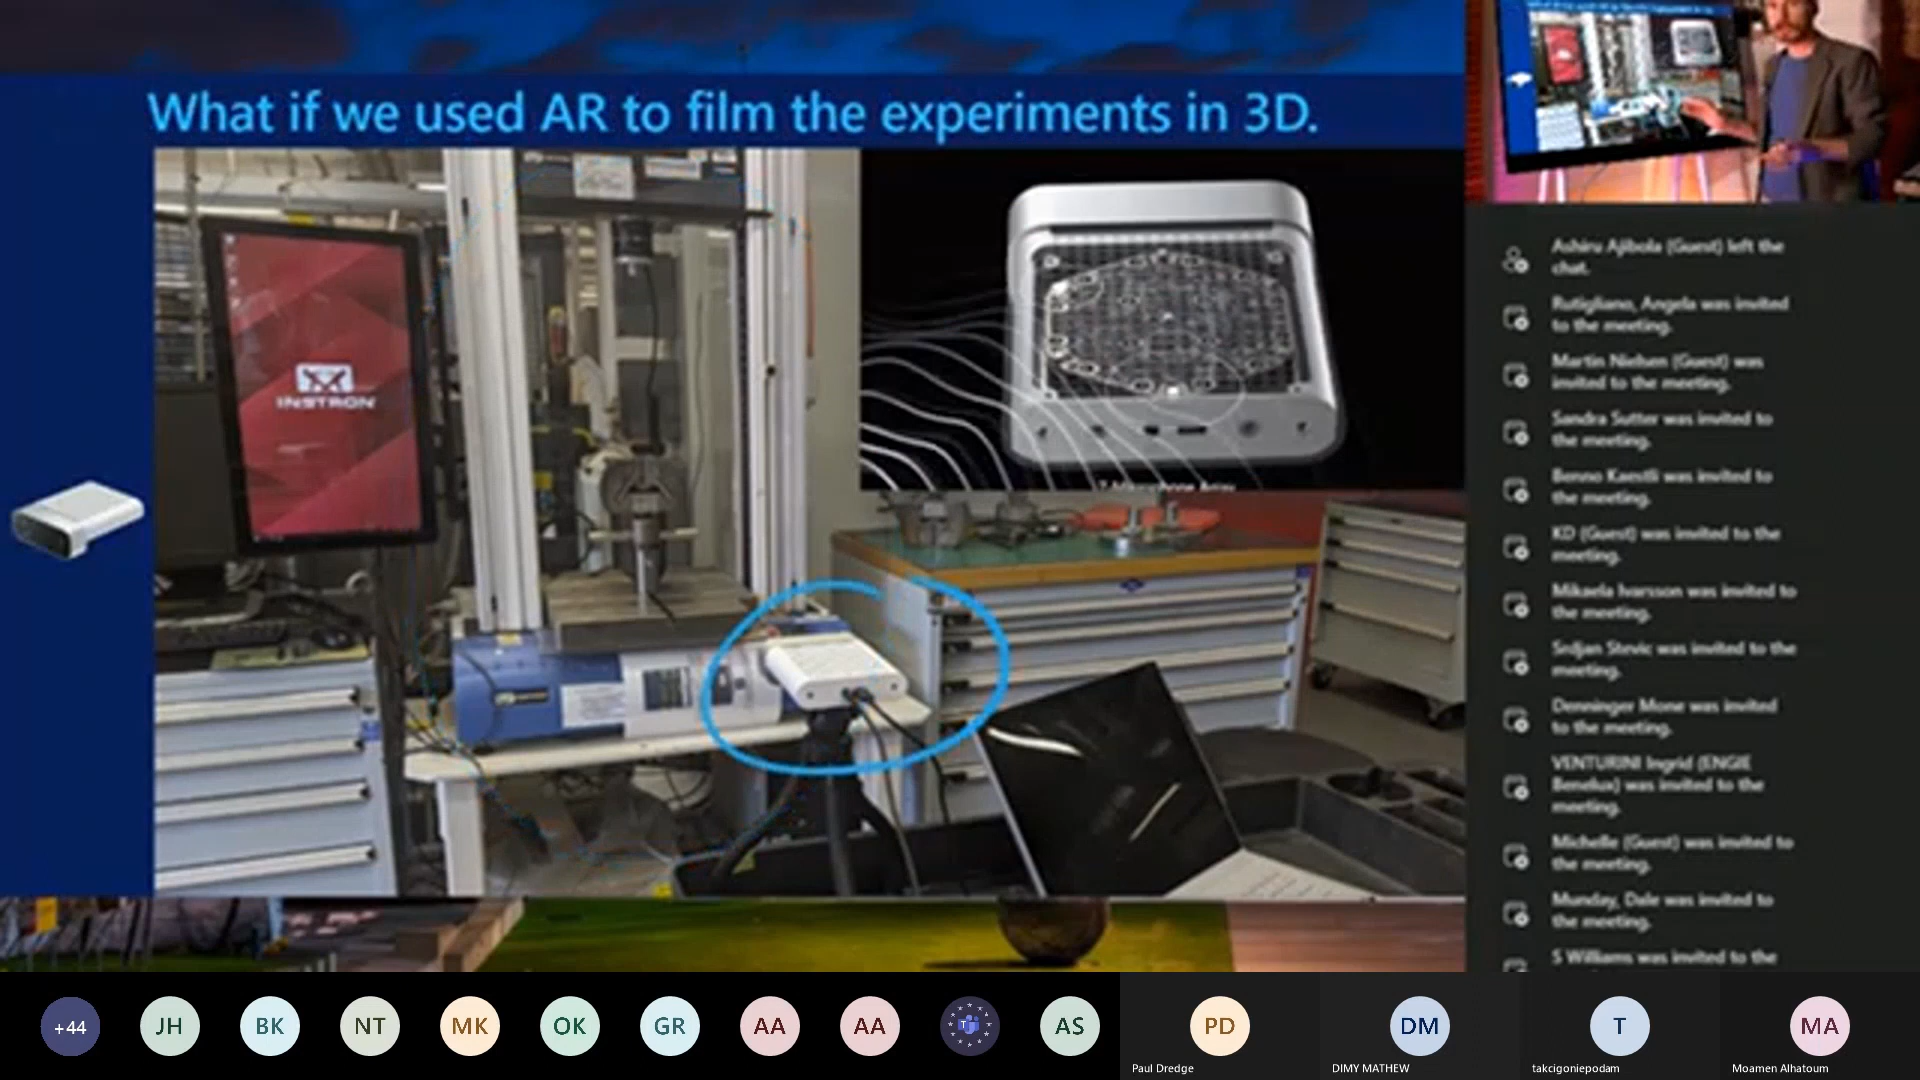 What if we used AR to film the experiments in 3D.
INSTRON
Ashiru Ajibola (Guest) left the
chat.
Rutigliano, Angela was invited
to the meeting.
Martin Nielsen (Guest) was
invited to the meeting.
Sandra Sutter was invited to
the meeting.
Benno Kaestli was invited to
the meeting.
KD (Guest) was invited to the
meeting.
Mikaela Ivarsson was invited to
the meeting.
Srdjan Stevic was invited to the
meeting.
Denninger Mone was invited
to the meeting.
VENTURINI Ingrid (ENGIE
Benelux) was invited to the
meeting.
Michelle (Guest) was invited to
the meeting.
Munday, Dale was invited to
the meeting.
S Williams was invited to the
+44
JH
BK
NT
MK
OK
GR
AA
AA
AS
PD
DM
T
MA
Paul Dredge
DIMY MATHEW
takcigoniepodam
Moamen Alhatoum